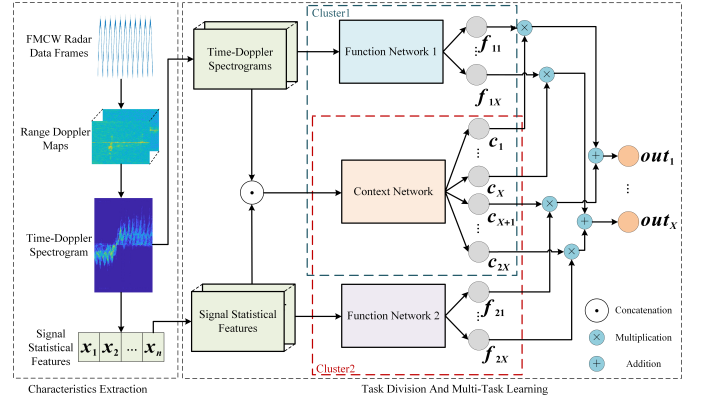 FMCW Radar
Data Frames
Range Doppler
Maps
Time-Doppler
Spectrogram
Signal
Statistical
Features
x1 x2 ... xn
Characteristics Extraction
Time-Doppler
Spectrograms
Signal Statistical
Features
Cluster1
Function Network 1
f11
⋮
f1X
Context Network
c1
⋮
cX
cX+1
⋮
c2X
Function Network 2
f21
⋮
f2X
Cluster2
out1
⋮
outX
Concatenation
Multiplication
Addition
Task Division And Multi-Task Learning